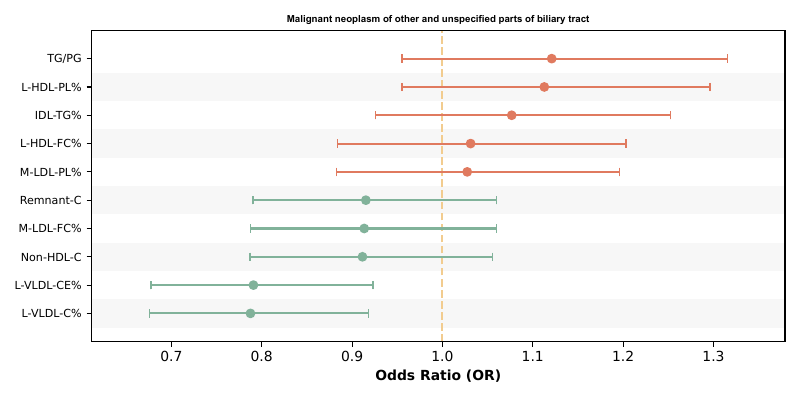 Malignant neoplasm of other and unspecified parts of biliary tract
TG/PG
L-HDL-PL%
IDL-TG%
L-HDL-FC%
M-LDL-PL%
Remnant-C
M-LDL-FC%
Non-HDL-C
L-VLDL-CE%
L-VLDL-C%
0.7 0.8 0.9 1.0 1.1 1.2 1.3
Odds Ratio (OR)